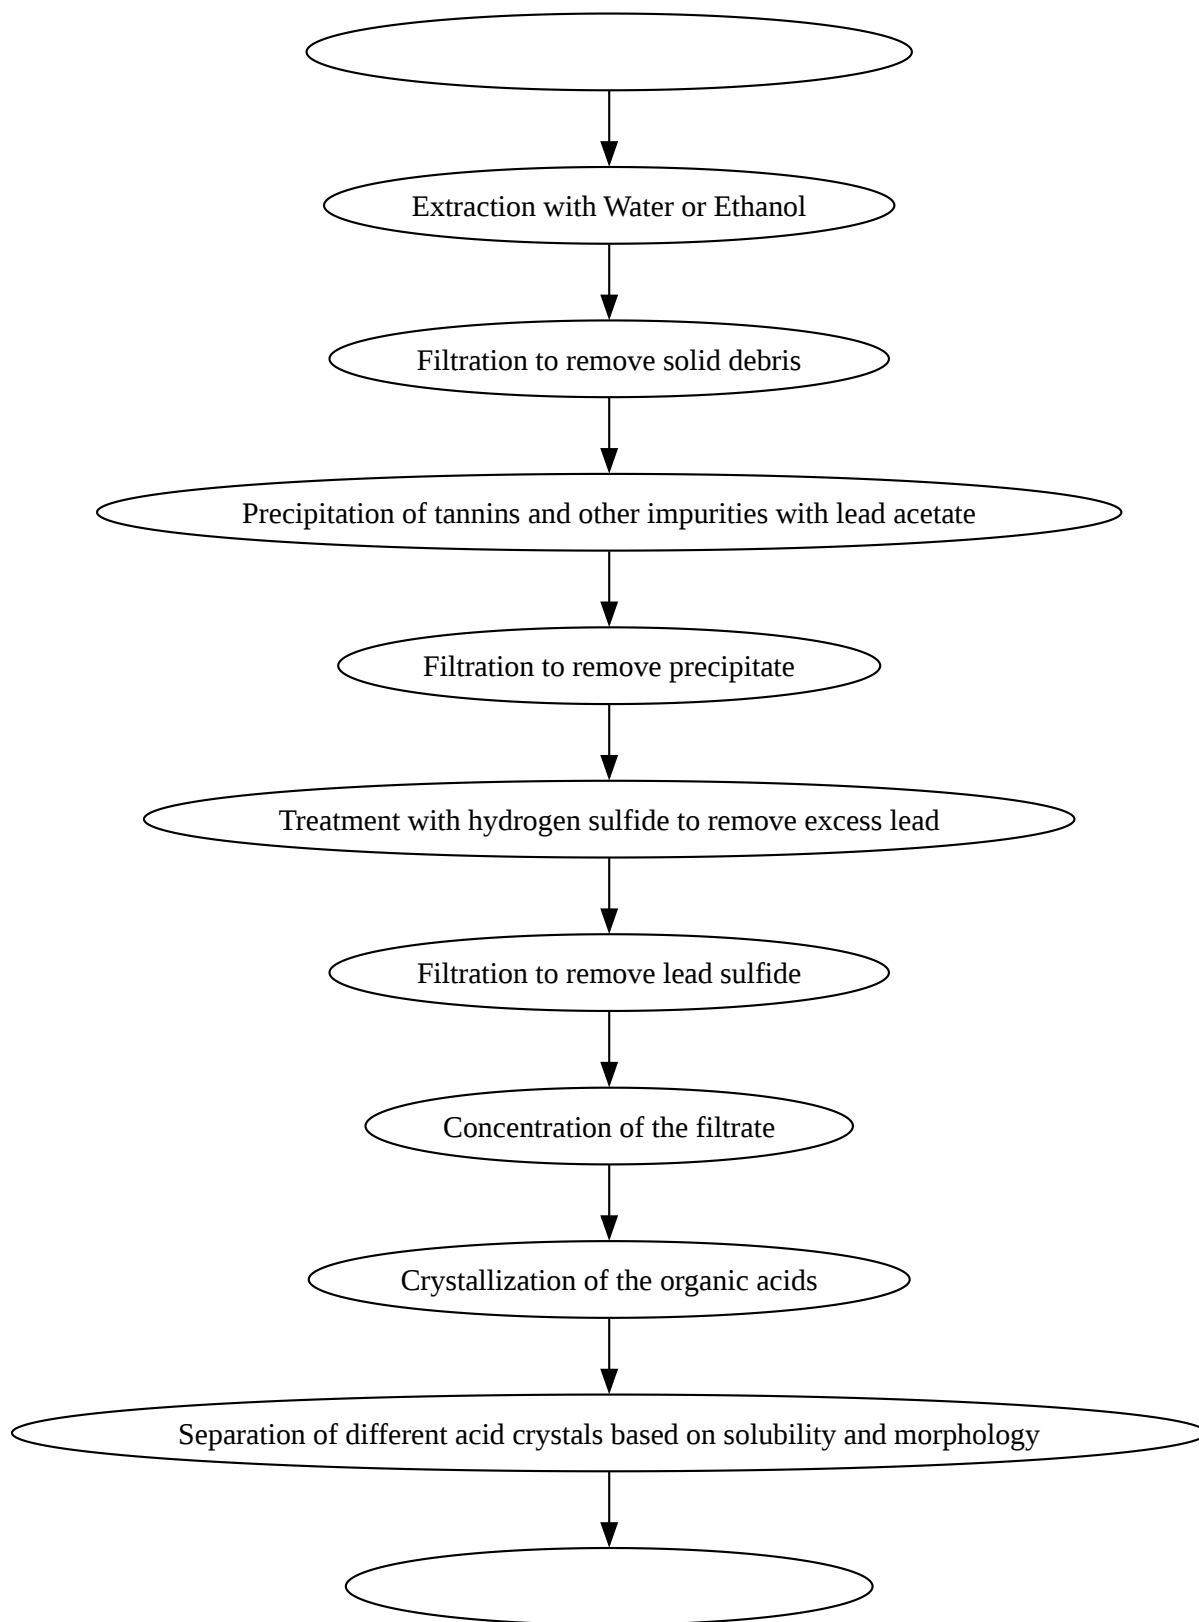 Extraction with Water or Ethanol
Filtration to remove solid debris
Precipitation of tannins and other impurities with lead acetate
Filtration to remove precipitate
Treatment with hydrogen sulfide to remove excess lead
Filtration to remove lead sulfide
Concentration of the filtrate
Crystallization of the organic acids
Separation of different acid crystals based on solubility and morphology